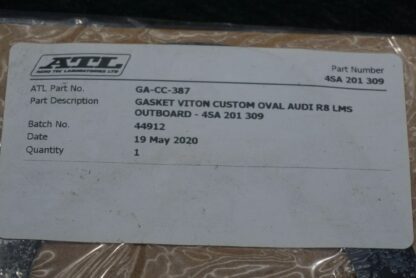 ATL
AERO TEC LABORATORIES LTD
Part Number
4SA 201 309
ATL Part No. GA-CC-387
Part Description GASKET VITON CUSTOM OVAL AUDI R8 LMS
OUTBOARD - 4SA 201 309
Batch No. 44912
Date 19 May 2020
Quantity 1